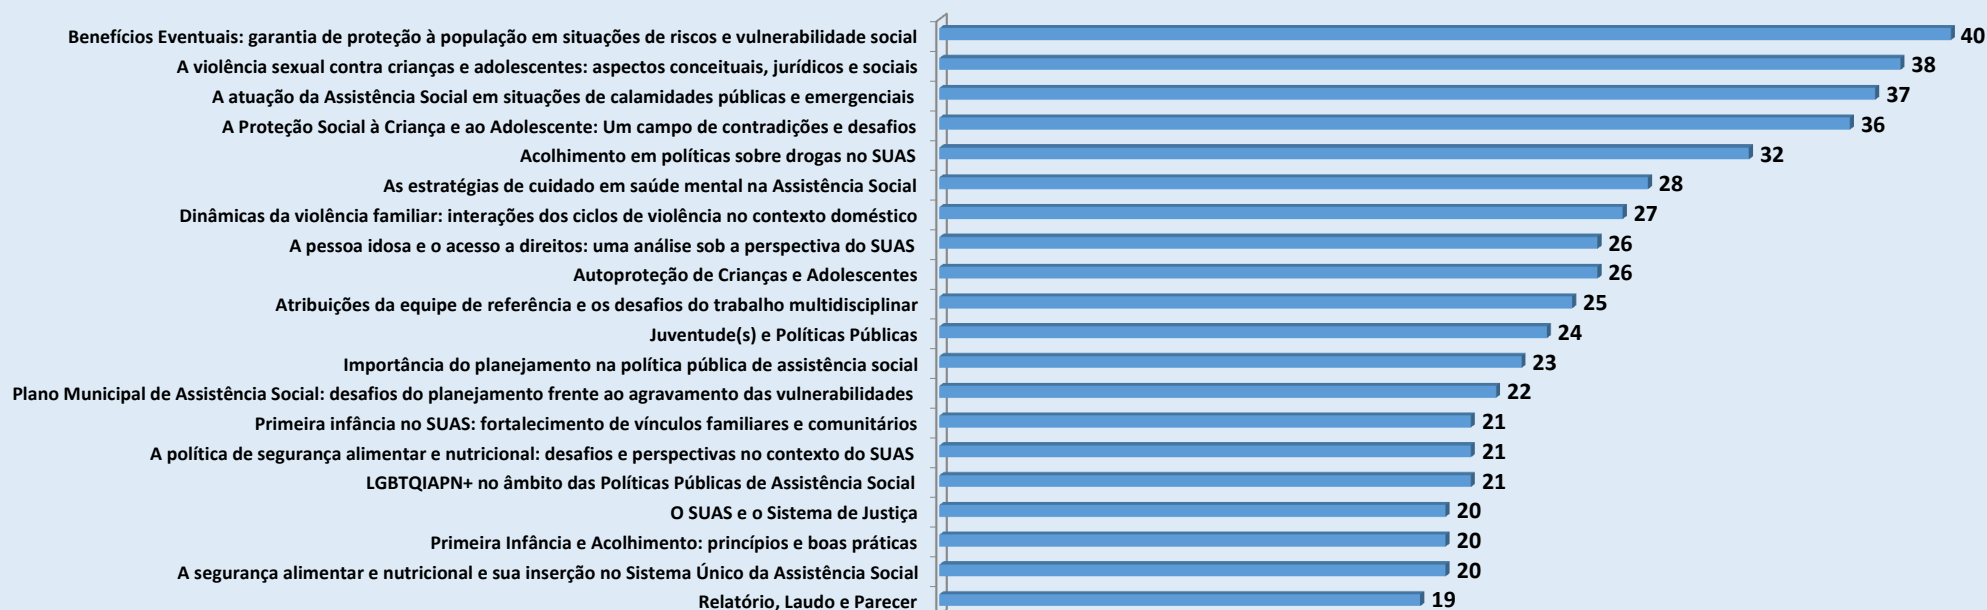 Benefícios Eventuais: garantia de proteção à população em situações de riscos e vulnerabilidade social 40
A violência sexual contra crianças e adolescentes: aspectos conceituais, jurídicos e sociais 38
A atuação da Assistência Social em situações de calamidades públicas e emergenciais 37
A Proteção Social à Criança e ao Adolescente: Um campo de contradições e desafios 36
Acolhimento em políticas sobre drogas no SUAS 32
As estratégias de cuidado em saúde mental na Assistência Social 28
Dinâmicas da violência familiar: interações dos ciclos de violência no contexto doméstico 27
A pessoa idosa e o acesso a direitos: uma análise sob a perspectiva do SUAS 26
Autoproteção de Crianças e Adolescentes 26
Atribuições da equipe de referência e os desafios do trabalho multidisciplinar 25
Juventude(s) e Políticas Públicas 24
Importância do planejamento na política pública de assistência social 23
Plano Municipal de Assistência Social: desafios do planejamento frente ao agravamento das vulnerabilidades 22
Primeira infância no SUAS: fortalecimento de vínculos familiares e comunitários 21
A política de segurança alimentar e nutricional: desafios e perspectivas no contexto do SUAS 21
LGBTQIAPN+ no âmbito das Políticas Públicas de Assistência Social 21
O SUAS e o Sistema de Justiça 20
Primeira Infância e Acolhimento: princípios e boas práticas 20
A segurança alimentar e nutricional e sua inserção no Sistema Único da Assistência Social 20
Relatório, Laudo e Parecer 19